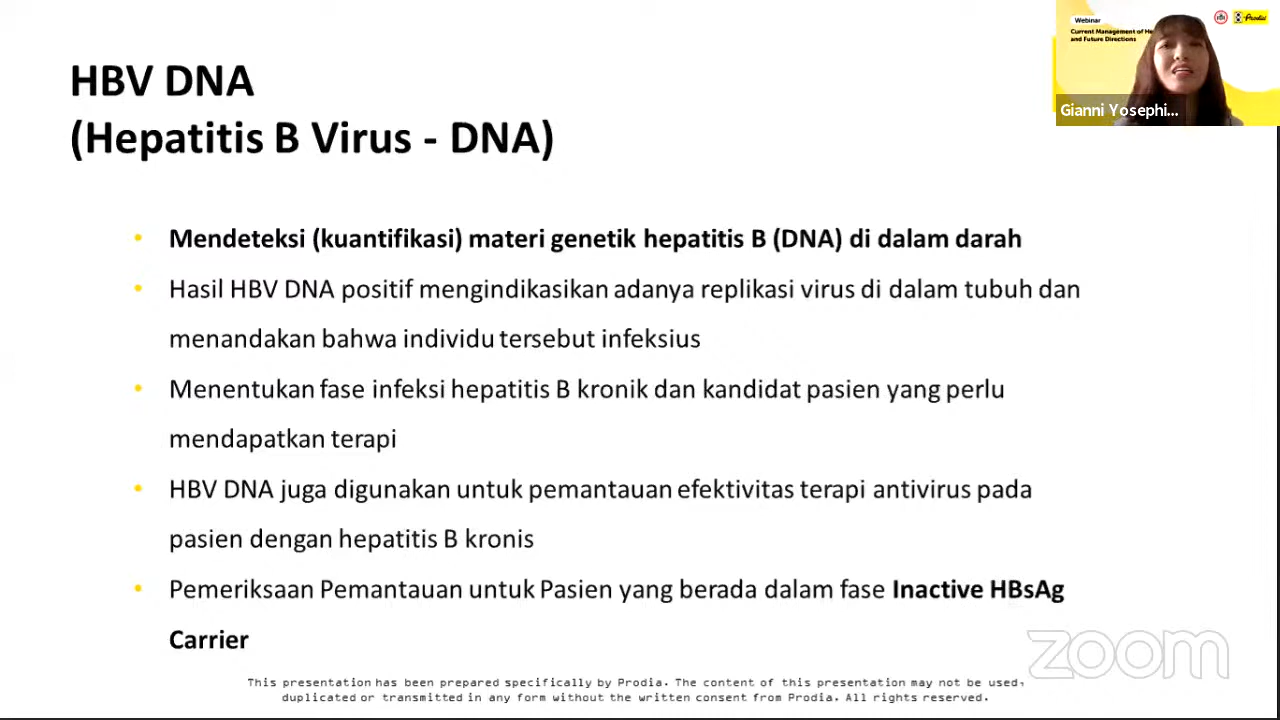 HBV DNA
(Hepatitis B Virus - DNA)
Webinar
Current Management of He
and Future Directions
Prodia
Gianni Yosephi...
• Mendeteksi (kuantifikasi) materi genetik hepatitis B (DNA) di dalam darah
• Hasil HBV DNA positif mengindikasikan adanya replikasi virus di dalam tubuh dan
menandakan bahwa individu tersebut infeksius
• Menentukan fase infeksi hepatitis B kronik dan kandidat pasien yang perlu
mendapatkan terapi
• HBV DNA juga digunakan untuk pemantauan efektivitas terapi antivirus pada
pasien dengan hepatitis B kronis
• Pemeriksaan Pemantauan untuk Pasien yang berada dalam fase Inactive HBsAg
Carrier
zoom
This presentation has been prepared specifically by Prodia. The content of this presentation may not be used,
duplicated or transmitted in any form without the written consent from Prodia. All rights reserved.